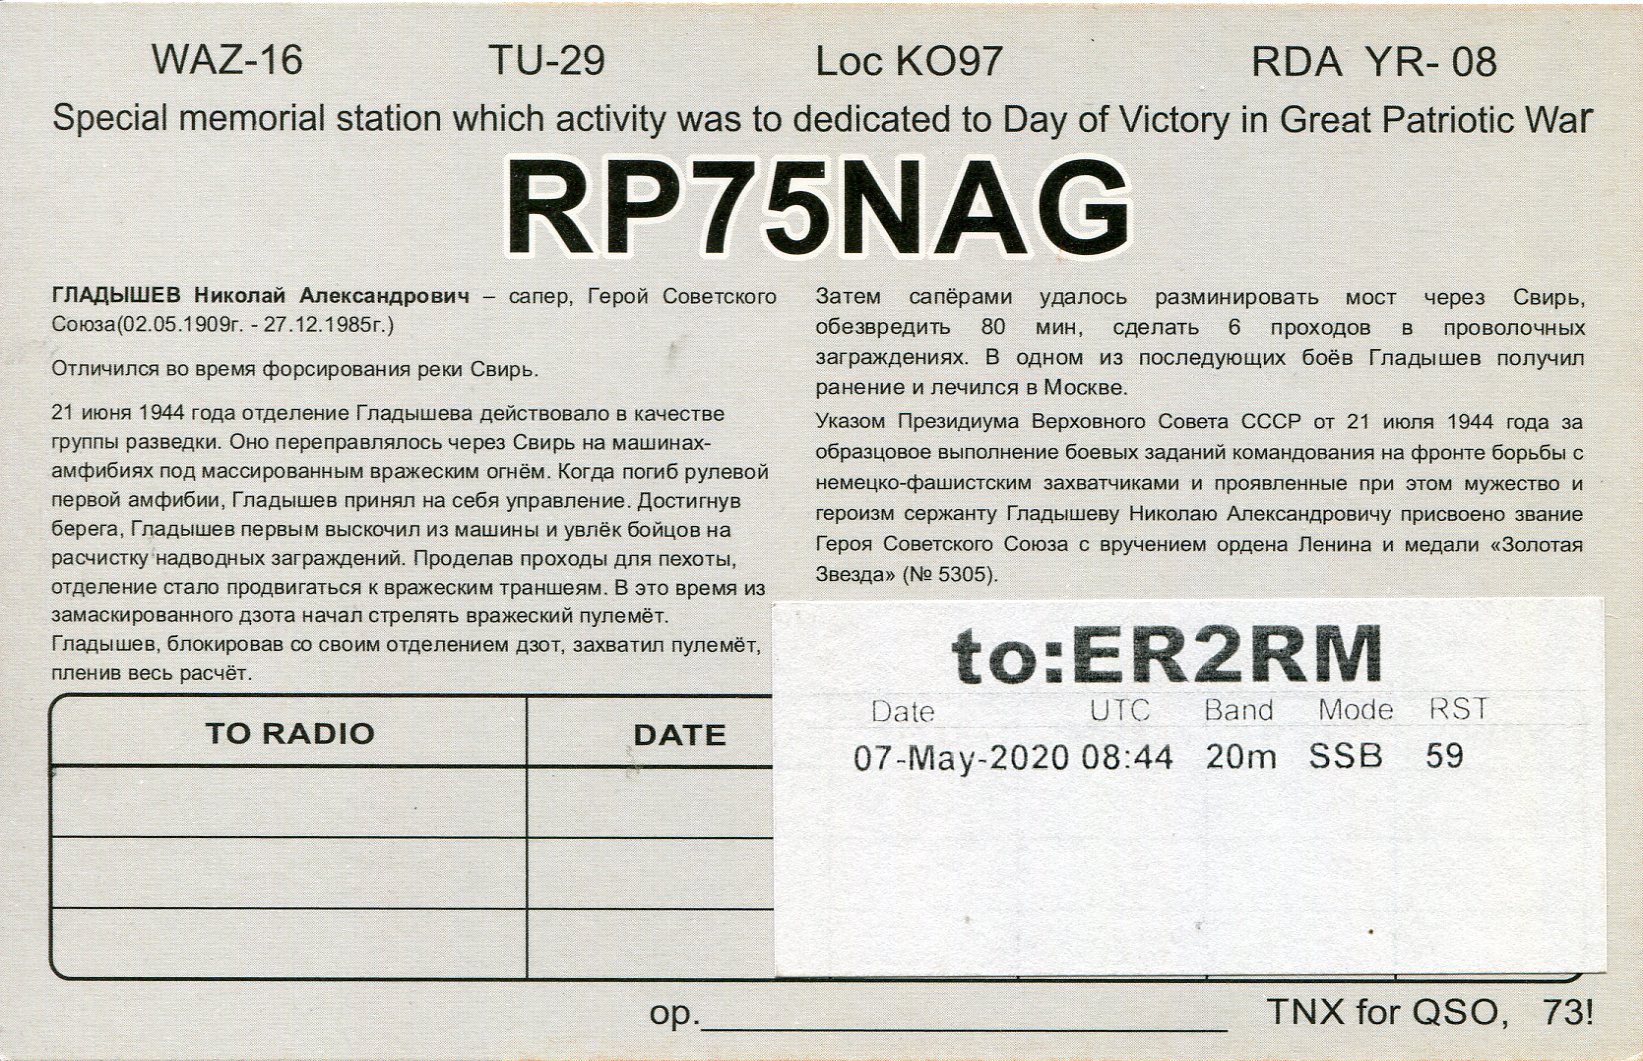 WAZ-16 TU-29 Loc KO97 RDA YR- 08
Special memorial station which activity was to dedicated to Day of Victory in Great Patriotic War
RP75NAG
ГЛАДЫШЕВ Николай Александрович – сапер, Герой Советского
Союза(02.05.1909г. - 27.12.1985г.)
Отличился во время форсирования реки Свирь.
21 июня 1944 года отделение Гладышева действовало в качестве
группы разведки. Оно переправлялось через Свирь на машинах-
амфибиях под массированным вражеским огнём. Когда погиб рулевой
первой амфибии, Гладышев принял на себя управление. Достигнув
берега, Гладышев первым выскочил из машины и увлёк бойцов на
расчистку надводных заграждений. Проделав проходы для пехоты,
отделение стало продвигаться к вражеским траншеям. В это время из
замаскированного дзота начал стрелять вражеский пулемёт.
Гладышев, блокировав со своим отделением дзот, захватил пулемёт,
пленив весь расчёт.
Затем сапёрами удалось разминировать мост через Свирь,
обезвредить 80 мин, сделать 6 проходов в проволочных
заграждениях. В одном из последующих боёв Гладышев получил
ранение и лечился в Москве.
Указом Президиума Верховного Совета СССР от 21 июля 1944 года за
образцовое выполнение боевых заданий командования на фронте борьбы с
немецко-фашистским захватчиками и проявленные при этом мужество и
героизм сержанту Гладышеву Николаю Александровичу присвоено звание
Героя Советского Союза с вручением ордена Ленина и медали «Золотая
Звезда» (№ 5305).
TO RADIO DATE
to:ER2RM
Date UTC Band Mode RST
07-May-2020 08:44 20m SSB 59
op.
TNX for QSO, 73!